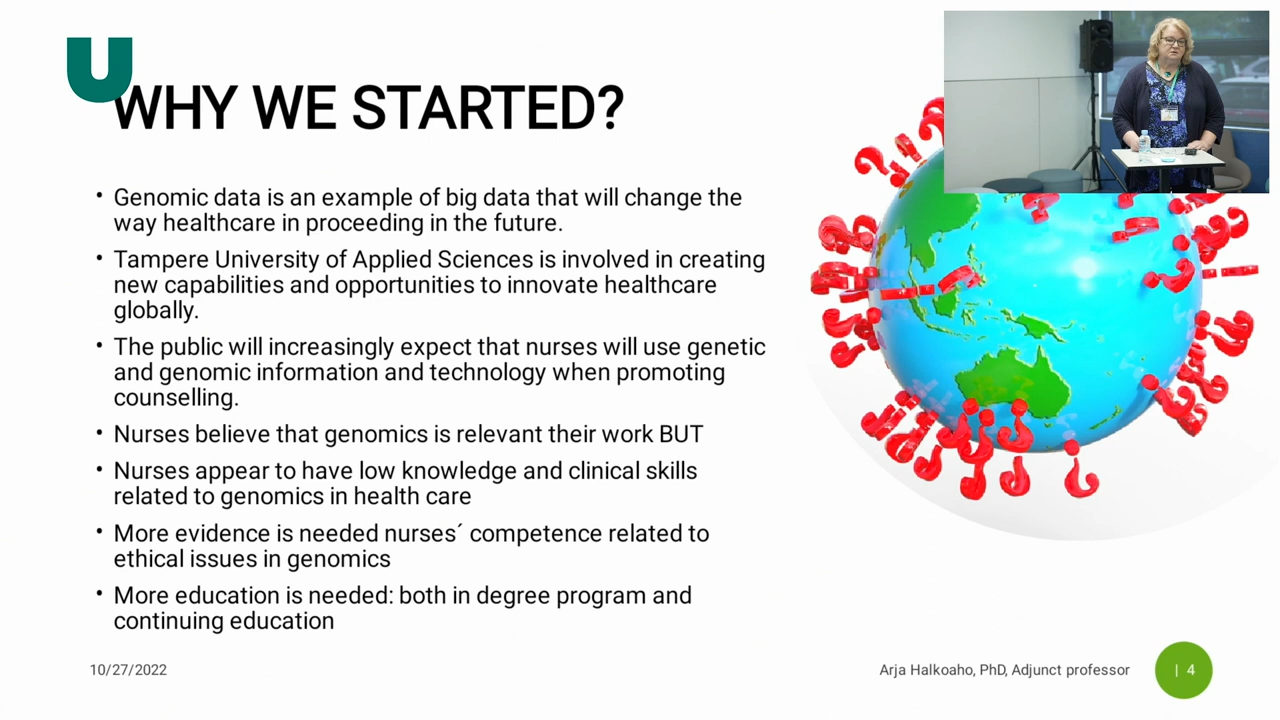 U
WHY WE STARTED?
• Genomic data is an example of big data that will change the
way healthcare in proceeding in the future.
• Tampere University of Applied Sciences is involved in creating
new capabilities and opportunities to innovate healthcare
globally.
• The public will increasingly expect that nurses will use genetic
and genomic information and technology when promoting
counselling.
• Nurses believe that genomics is relevant their work BUT
• Nurses appear to have low knowledge and clinical skills
related to genomics in health care
• More evidence is needed nurses´ competence related to
ethical issues in genomics
• More education is needed: both in degree program and
continuing education
10/27/2022
Arja Halkoaho, PhD, Adjunct professor
| 4